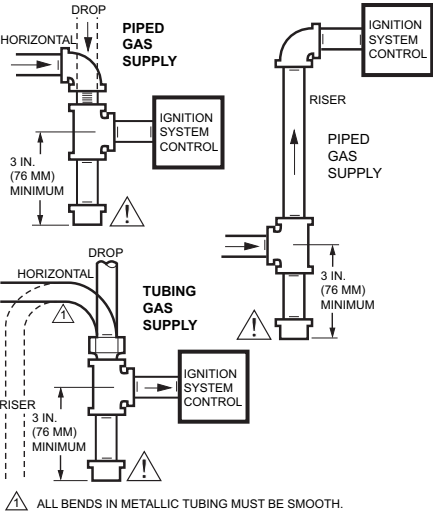 DROP
HORIZONTAL
PIPED
GAS
SUPPLY
IGNITION
SYSTEM
CONTROL
3 IN.
(76 MM)
MINIMUM
!
IGNITION
SYSTEM
CONTROL
RISER
PIPED
GAS
SUPPLY
3 IN.
(76 MM)
MINIMUM
!
DROP
HORIZONTAL
TUBING
GAS
SUPPLY
1
IGNITION
SYSTEM
CONTROL
RISER
3 IN.
(76 MM)
MINIMUM
!
1 ALL BENDS IN METALLIC TUBING MUST BE SMOOTH.